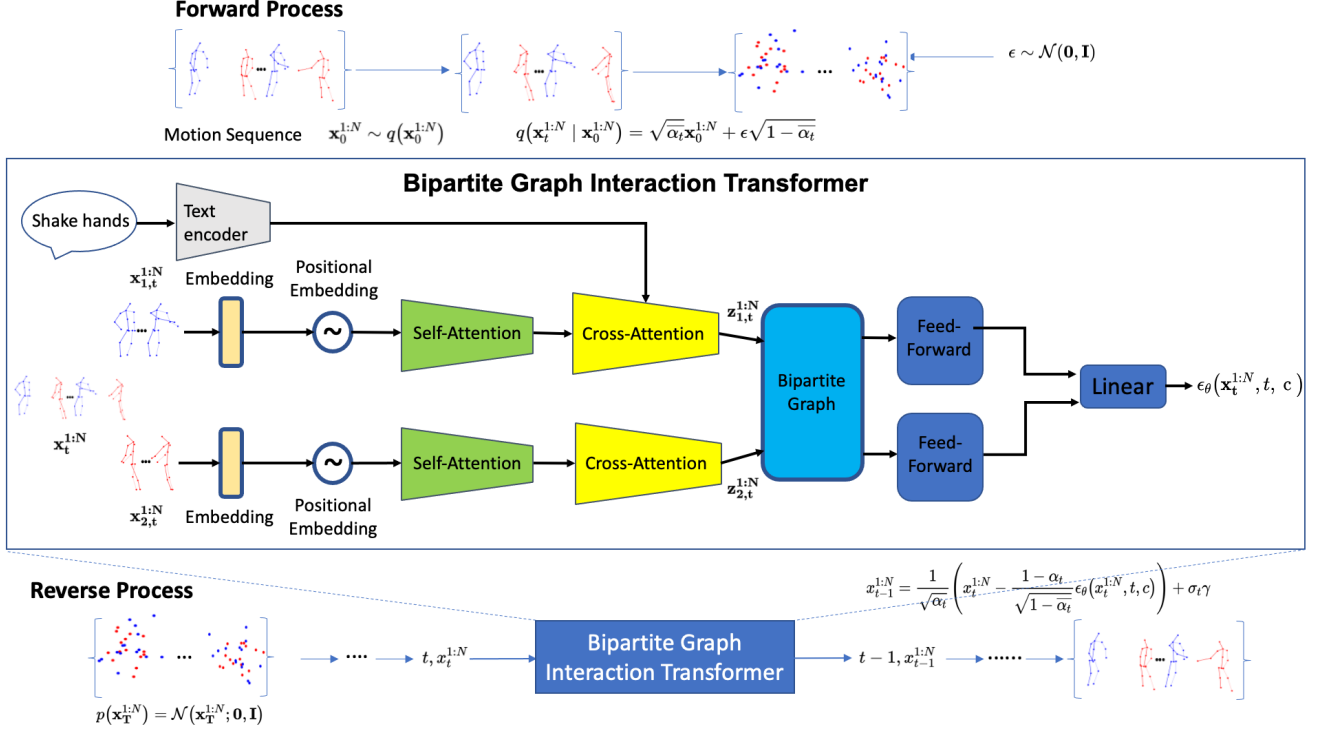 Forward Process
ϵ ∼ 𝒩(0, I)
Motion Sequence x_0^{1:N} ∼ q(x_0^{1:N})
q(x_t^{1:N} | x_0^{1:N}) = √α̅_t x_0^{1:N} + ϵ√(1 − α̅_t)
Bipartite Graph Interaction Transformer
Shake hands
Text
encoder
x_{1,t}^{1:N}
Embedding
Positional
Embedding
Self-Attention
Cross-Attention
z_{1,t}^{1:N}
Bipartite
Graph
Feed-
Forward
Linear
ϵ_θ(x_t^{1:N}, t, c)
x_t^{1:N}
x_{2,t}^{1:N}
Embedding
Positional
Embedding
Self-Attention
Cross-Attention
z_{2,t}^{1:N}
Feed-
Forward
Reverse Process
x_{t−1}^{1:N} = 1/√α_t (x_t^{1:N} − (1 − α_t)/√(1 − α̅_t) ϵ_θ(x_t^{1:N}, t, c)) + σ_t γ
p(x_T^{1:N}) = 𝒩(x_T^{1:N}; 0, I)
t, x_t^{1:N}
Bipartite Graph
Interaction Transformer
t − 1, x_{t−1}^{1:N}